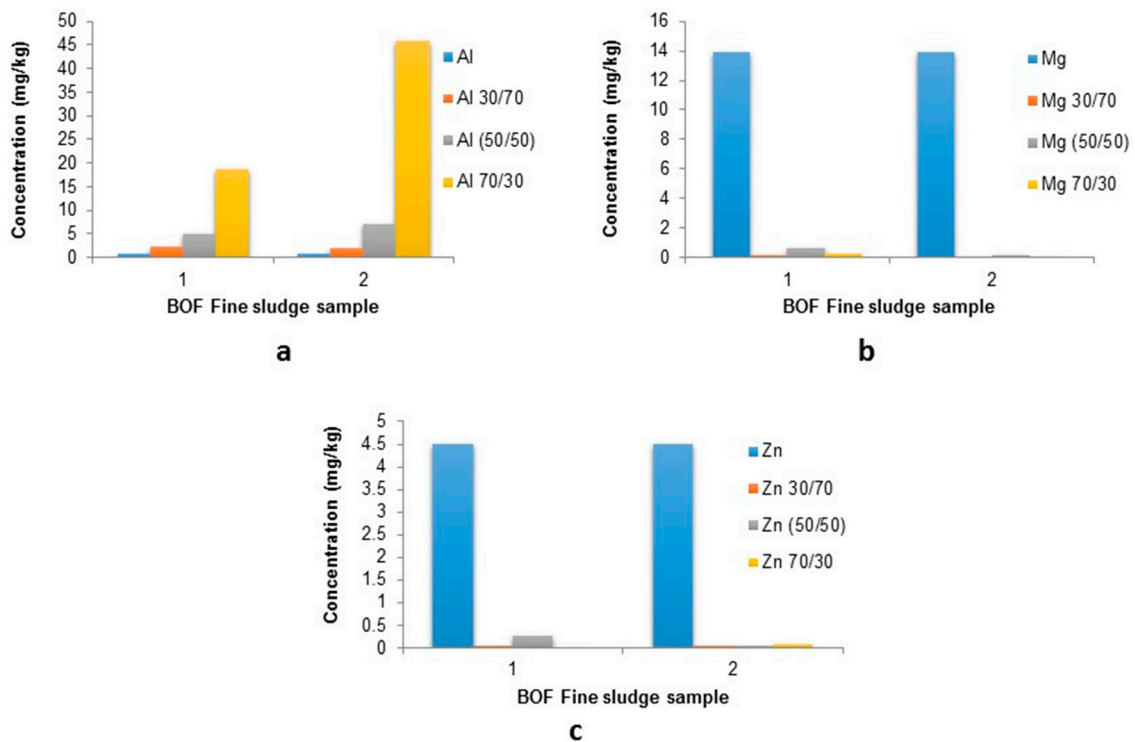 Concentration (mg/kg)
50
45
40
35
30
25
20
15
10
5
0
1
2
BOF Fine sludge sample
Al
Al 30/70
Al (50/50)
Al 70/30
a
Concentration (mg/kg)
16
14
12
10
8
6
4
2
0
1
2
BOF Fine sludge sample
Mg
Mg 30/70
Mg (50/50)
Mg 70/30
b
Concentration (mg/kg)
5
4.5
4
3.5
3
2.5
2
1.5
1
0.5
0
1
2
BOF Fine sludge sample
Zn
Zn 30/70
Zn (50/50)
Zn 70/30
c